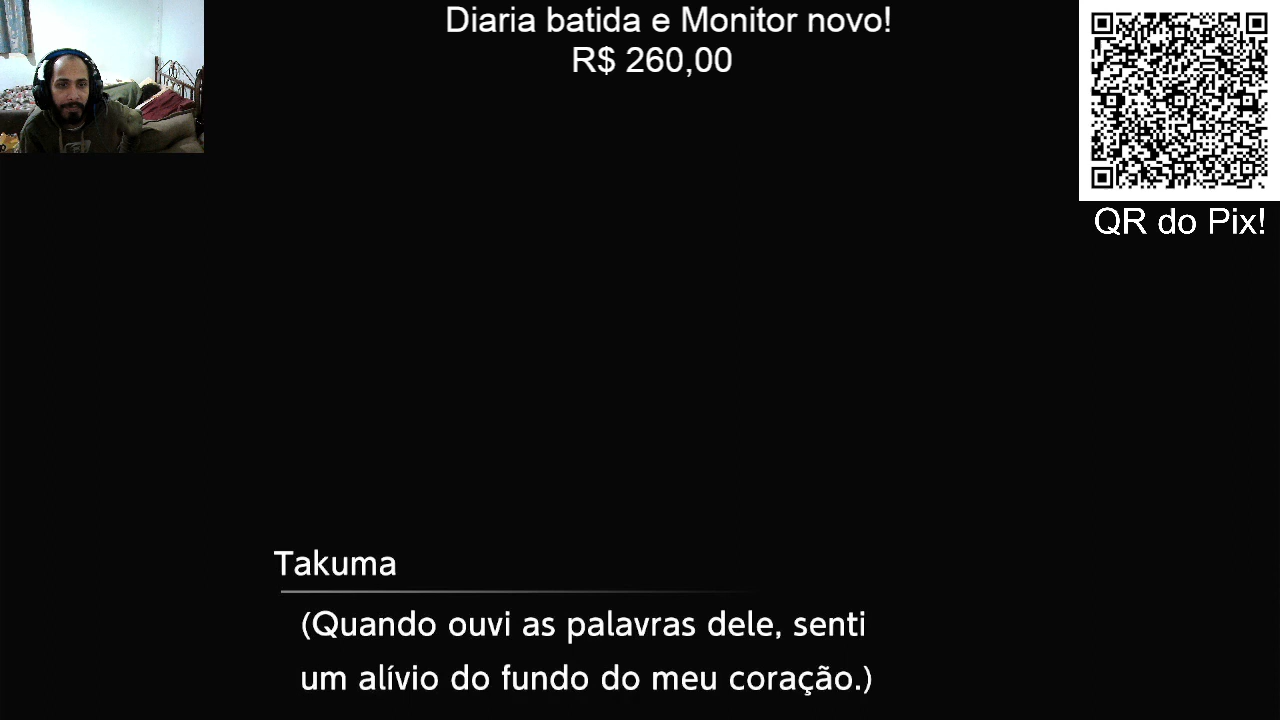 Diaria batida e Monitor novo!
R$ 260,00
QR do Pix!
Takuma
(Quando ouvi as palavras dele, senti
um alívio do fundo do meu coração.)